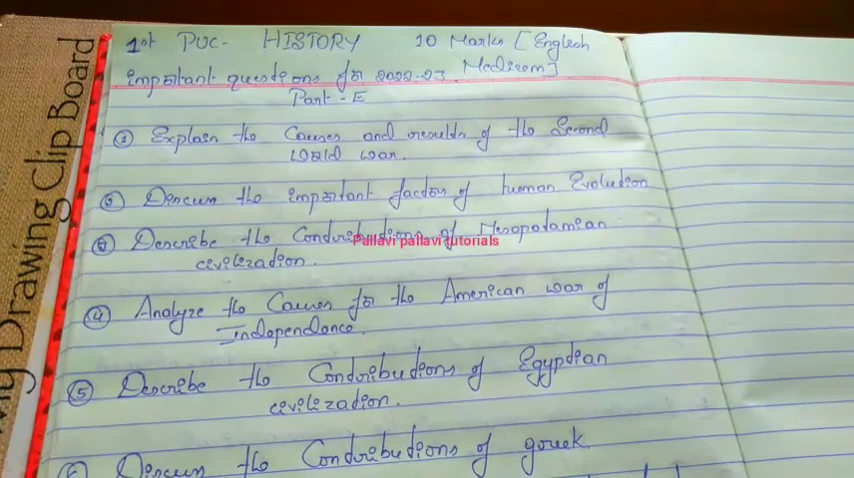 My Drawing Clip Board
1st PUC- HISTORY 10 Marks [English
important questions for 2022-23. Medium]
Part - E
① Explain the Causes and results of the Second
World war.
② Discuss the important factors of human Evolution
③ Describe the Contributions of Mesopotamian
Pallavi pallavi tutorials
civilization.
④ Analyze the Causes for the American war of
Independence.
⑤ Describe the Contributions of Egyptian
civilization.
⑥ Discuss the Contributions of greek.